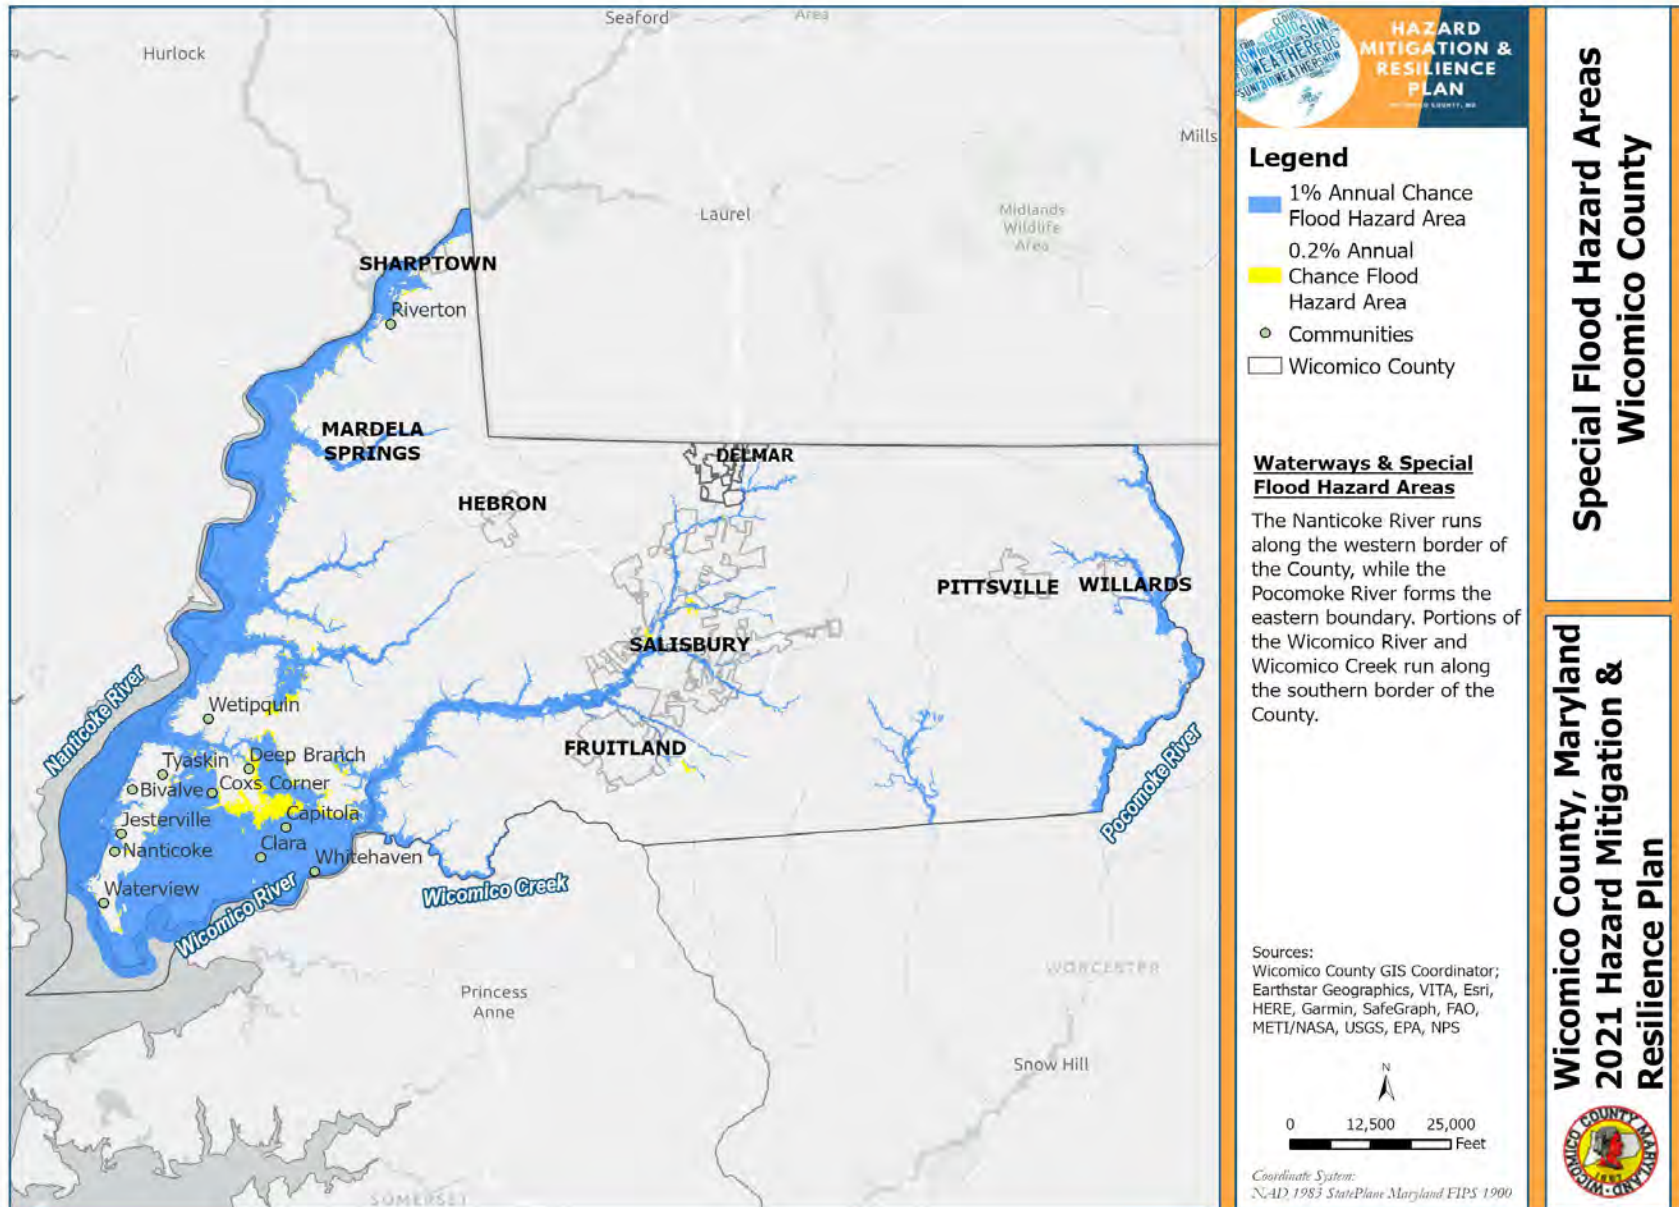 Seaford
Area
Hurlock
Mills
Laurel
Midlands
Wildlife
Area
SHARPTOWN
Riverton
MARDELA
SPRINGS
DELMAR
HEBRON
PITTSVILLE
WILLARDS
SALISBURY
Nanticoke River
Wetipquin
FRUITLAND
Deep Branch
Tyaskin
Coxs Corner
Bivalve
Capitola
Jesterville
Nanticoke
Clara
Whitehaven
Pocomoke River
Waterview
Wicomico River
Wicomico Creek
WORCESTER
Princess
Anne
Snow Hill
SOMERSET
HAZARD
MITIGATION &
RESILIENCE
PLAN
WICOMICO COUNTY, MD
Legend
1% Annual Chance
Flood Hazard Area
0.2% Annual
Chance Flood
Hazard Area
Communities
Wicomico County
Waterways & Special
Flood Hazard Areas
The Nanticoke River runs
along the western border of
the County, while the
Pocomoke River forms the
eastern boundary. Portions of
the Wicomico River and
Wicomico Creek run along
the southern border of the
County.
Sources:
Wicomico County GIS Coordinator;
Earthstar Geographics, VITA, Esri,
HERE, Garmin, SafeGraph, FAO,
METI/NASA, USGS, EPA, NPS
N
0 12,500 25,000
Feet
Coordinate System:
NAD 1983 StatePlane Maryland FIPS 1900
Special Flood Hazard Areas
Wicomico County
Wicomico County, Maryland
2021 Hazard Mitigation &
Resilience Plan
WICOMICO COUNTY MARYLAND
1867